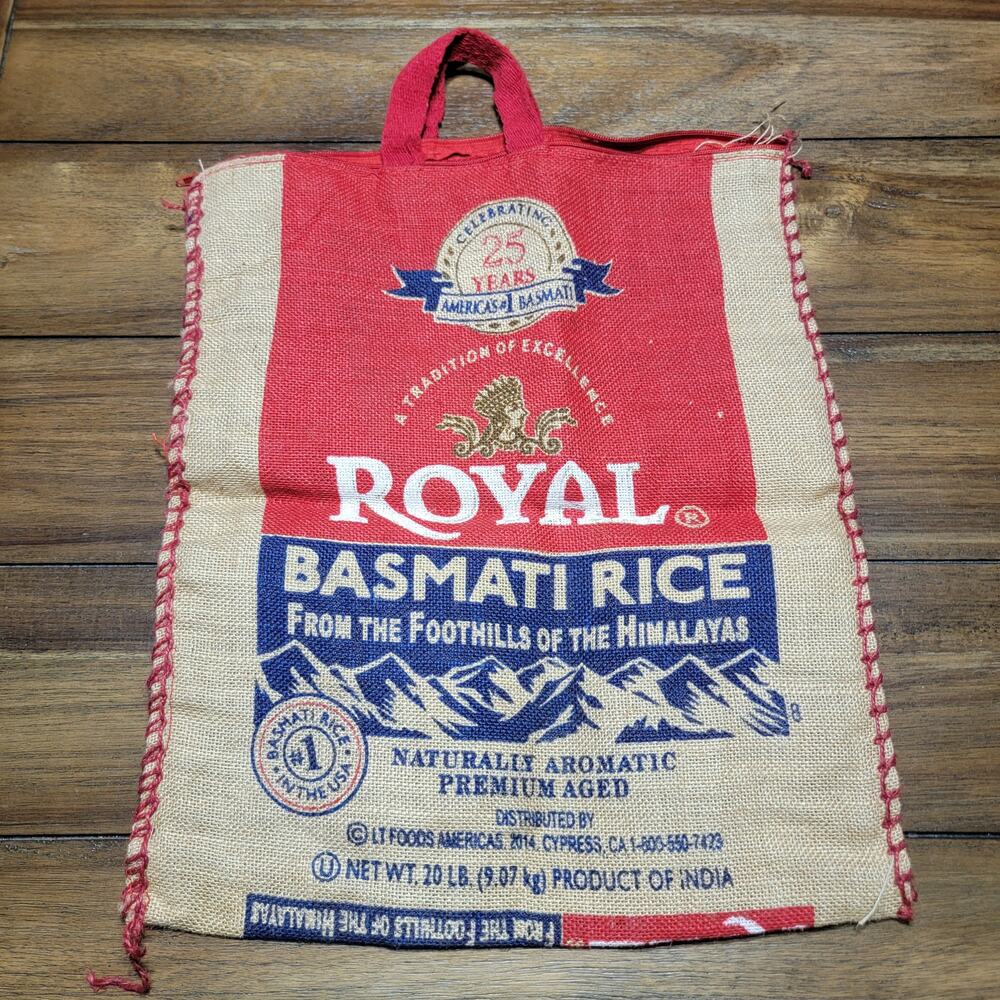 CELEBRATING
25
YEARS
AMERICA'S #1 BASMATI
A TRADITION OF EXCELLENCE
ROYAL®
BASMATI RICE
FROM THE FOOTHILLS OF THE HIMALAYAS
8
BASMATI RICE
#1
IN THE USA
NATURALLY AROMATIC
PREMIUM AGED
DISTRIBUTED BY
© LT FOODS AMERICAS, 2014, CYPRESS, CA 1-800-550-7423
Ⓤ NET WT. 20 LB. (9.07 kg) PRODUCT OF INDIA
FROM THE FOOTHILLS OF THE HIMALAYAS